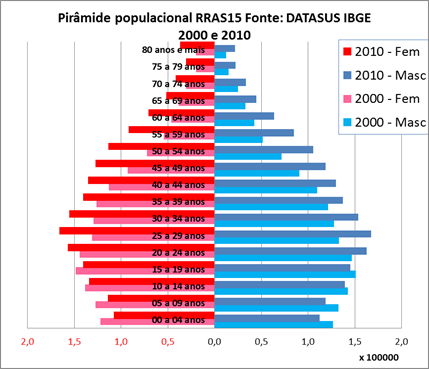 Pirâmide populacional RRAS15 Fonte: DATASUS IBGE
2000 e 2010
2010 - Fem
2010 - Masc
2000 - Fem
2000 - Masc
80 anos e mais
75 a 79 anos
70 a 74 anos
65 a 69 anos
60 a 64 anos
55 a 59 anos
50 a 54 anos
45 a 49 anos
40 a 44 anos
35 a 39 anos
30 a 34 anos
25 a 29 anos
20 a 24 anos
15 a 19 anos
10 a 14 anos
05 a 09 anos
00 a 04 anos
2,0 1,5 1,0 0,5 0,0 0,5 1,0 1,5 2,0
x 100000